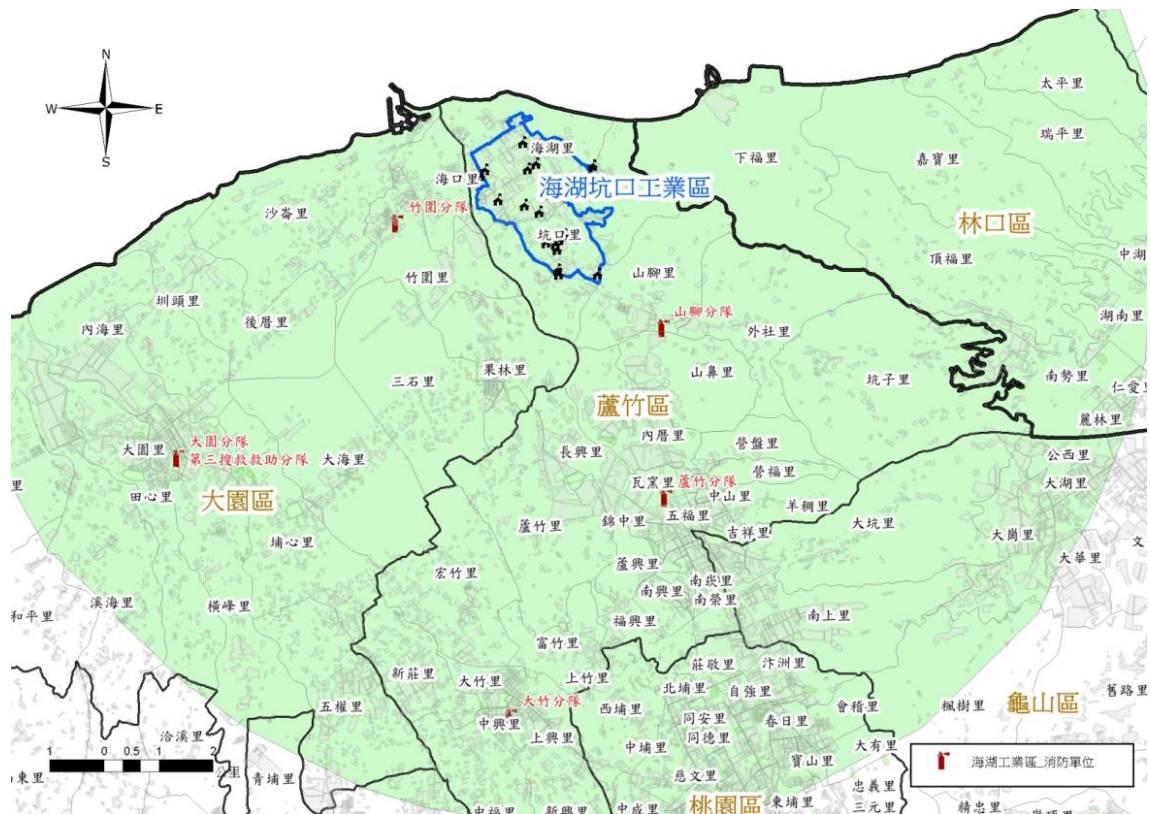 N
W
E
S
太平里
瑞平里
海湖里
下福里
嘉寶里
海口里
海湖坑口工業區
沙崙里
竹圍分隊
林口區
坑口里
中湖
頂福里
竹圍里
山腳里
圳頭里
後厝里
內海里
山腳分隊
外社里
湖南里
果林里
三石里
山鼻里
坑子里
南勢里
仁愛里
蘆竹區
麗林里
內厝里
大園里
大園分隊
第三搜救救助分隊
大海里
長興里
營盤里
公西里
營福里
瓦窯里
蘆竹分隊
大湖里
里
田心里
大園區
中山里
羊稠里
錦中里
五福里
大坑里
蘆竹里
吉祥里
大崗里
埔心里
文
大華里
蘆興里
宏竹里
南崁里
南興里
南榮里
溪海里
橫峰里
和平里
南上里
福興里
富竹里
莊敬里
汴洲里
新莊里
大竹里
上竹里
北埔里
自強里
舊路里
五權里
大竹分隊
西埔里
會稽里
楓樹里
龜山區
中興里
同安里
春日里
上興里
同德里
洽溪里
中埔里
大有里
1
0
0.5
1
2
公里
寶山里
海湖工業區_消防單位
山東里
青埔里
慈文里
忠義里
桃園區
東埔里
三元里
精忠里
中福里
新興里
中成里